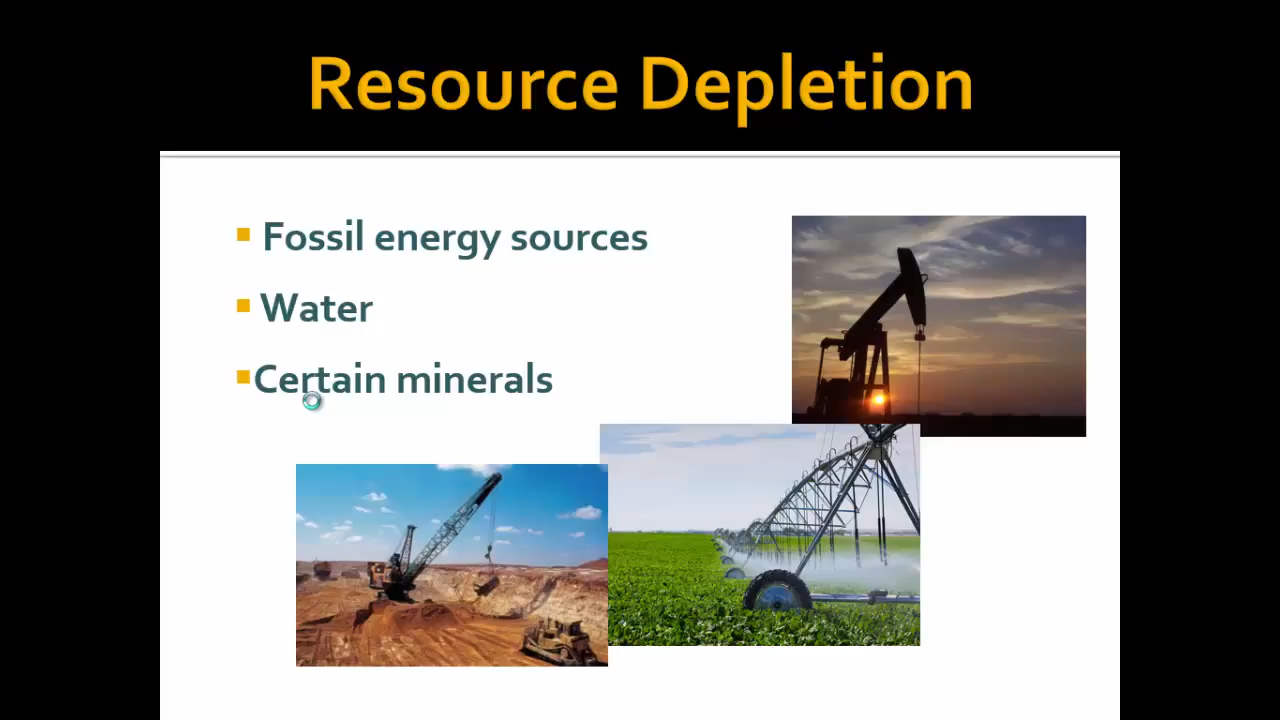 Resource Depletion
Fossil energy sources
Water
Certain minerals